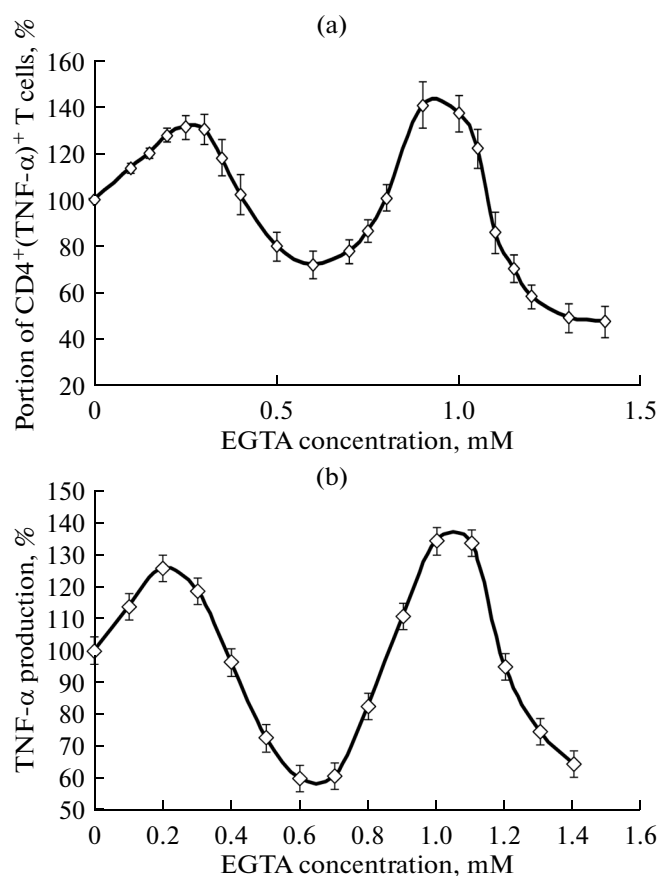 (a)
Portion of CD4⁺(TNF-α)⁺ T cells, %
160
140
120
100
80
60
40
20
0 0.5 1.0 1.5
EGTA concentration, mM
(b)
TNF-α production, %
150
140
130
120
110
100
90
80
70
60
50
0 0.2 0.4 0.6 0.8 1.0 1.2 1.4 1.6
EGTA concentration, mM